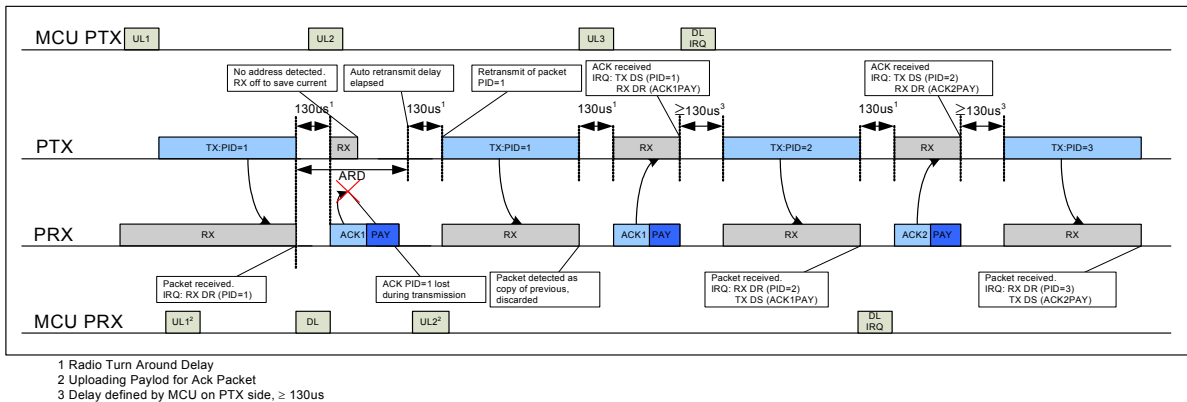 MCU PTX
UL1
UL2
UL3
DL
IRQ
No address detected.
RX off to save current
Auto retransmit delay
elapsed
Retransmit of packet
PID=1
ACK received
IRQ: TX DS (PID=1)
RX DR (ACK1PAY)
ACK received
IRQ: TX DS (PID=2)
RX DR (ACK2PAY)
130us1
130us1
130us1
≥130us3
130us1
≥130us3
PTX
TX:PID=1
RX
TX:PID=1
RX
TX:PID=2
RX
TX:PID=3
ARD
PRX
RX
ACK1
PAY
RX
ACK1
PAY
RX
ACK2
PAY
RX
Packet received.
IRQ: RX DR (PID=1)
ACK PID=1 lost
during transmission
Packet detected as
copy of previous,
discarded
Packet received.
IRQ: RX DR (PID=2)
TX DS (ACK1PAY)
Packet received.
IRQ: RX DR (PID=3)
TX DS (ACK2PAY)
MCU PRX
UL12
DL
UL22
DL
IRQ
1 Radio Turn Around Delay
2 Uploading Paylod for Ack Packet
3 Delay defined by MCU on PTX side, ≥ 130us